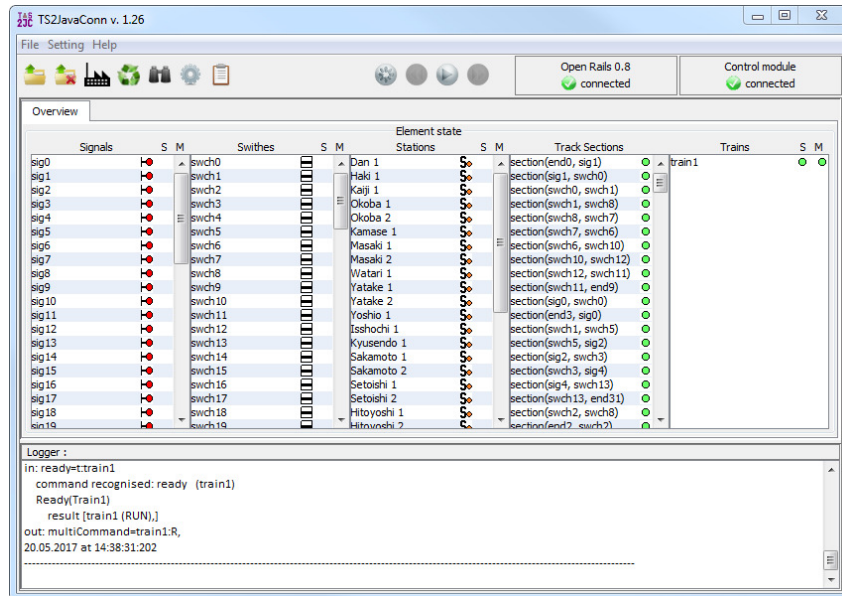 TS2JavaConn v. 1.26
File Setting Help
Open Rails 0.8
connected
Control module
connected
Overview
Element state
Signals S M Swithes S M Stations S M Track Sections Trains S M
sig0 swch0 Dan 1 section(end0, sig1) train1
sig1 swch1 Haki 1 section(sig1, swch0)
sig2 swch2 Kaiji 1 section(swch0, swch1)
sig3 swch3 Okoba 1 section(swch1, swch8)
sig4 swch4 Okoba 2 section(swch8, swch7)
sig5 swch5 Kamase 1 section(swch7, swch6)
sig6 swch6 Masaki 1 section(swch6, swch10)
sig7 swch7 Masaki 2 section(swch10, swch12)
sig8 swch8 Watari 1 section(swch12, swch11)
sig9 swch9 Yatake 1 section(swch11, end9)
sig10 swch10 Yatake 2 section(sig0, swch0)
sig11 swch11 Yoshio 1 section(end3, sig0)
sig12 swch12 Isshochi 1 section(swch1, swch5)
sig13 swch13 Kyusendo 1 section(swch5, sig2)
sig14 swch14 Sakamoto 1 section(sig2, swch3)
sig15 swch15 Sakamoto 2 section(swch3, sig4)
sig16 swch16 Setoishi 1 section(sig4, swch13)
sig17 swch17 Setoishi 2 section(swch13, end31)
sig18 swch18 Hitoyoshi 1 section(swch2, swch8)
sig19 swch19 Hitoyoshi 2 section(end2, swch2)
Logger :
in: ready=t:train1
command recognised: ready (train1)
Ready(Train1)
result [train1 (RUN),]
out: multiCommand=train1:R,
20.05.2017 at 14:38:31:202